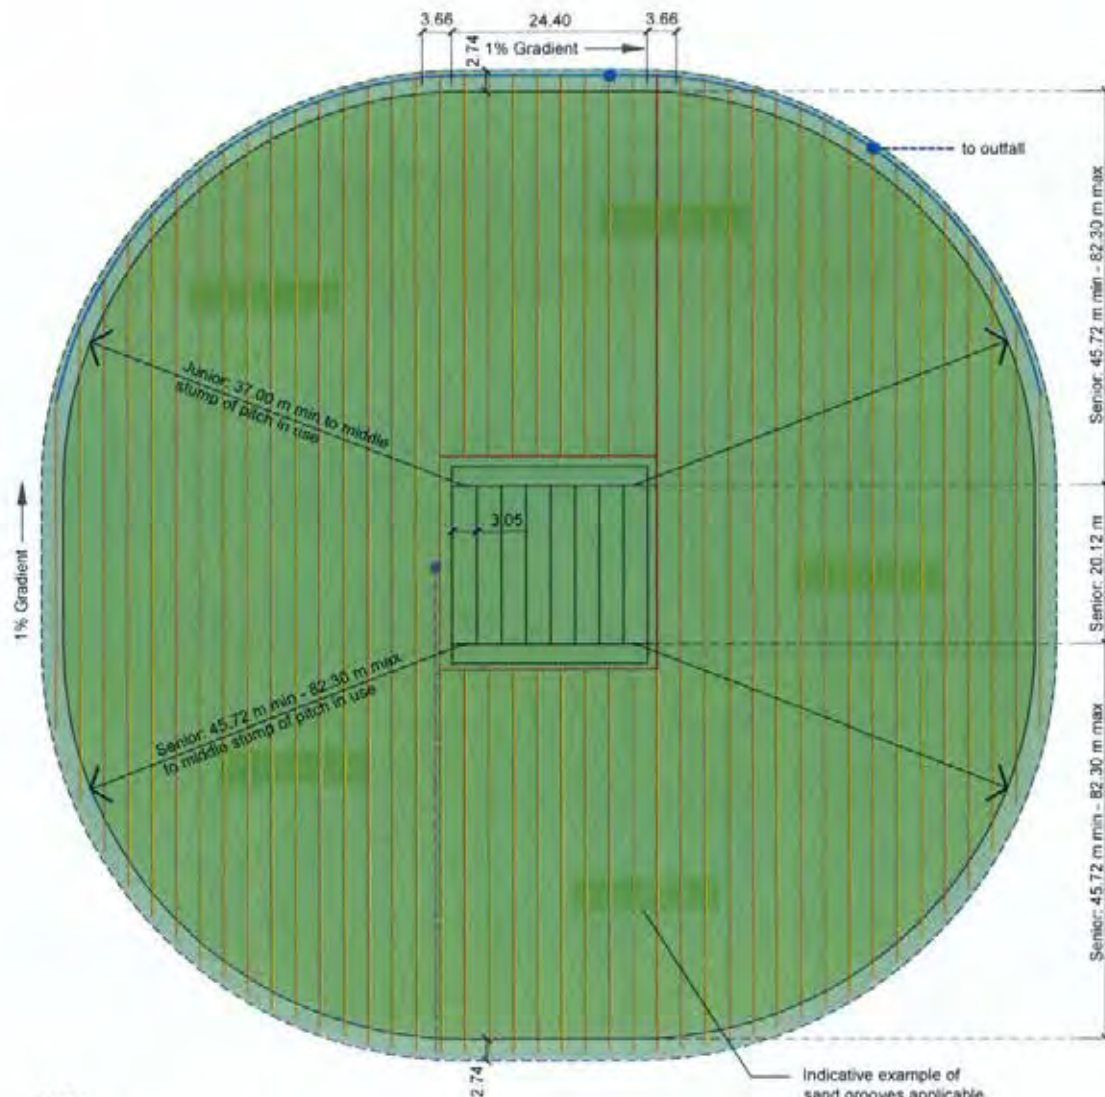 3.66
24.40
3.66
1% Gradient
2.74
to outfall
Senior: 45.72 m min - 82.30 m max
Junior: 37.00 m min to middle
stump of pitch in use
3.05
1% Gradient
Senior: 20.12 m
Senior: 45.72 m min - 82.30 m max
to middle stump of pitch in use
Senior: 45.72 m min - 82.30 m max
2.74
Indicative example of
sand grooves applicable